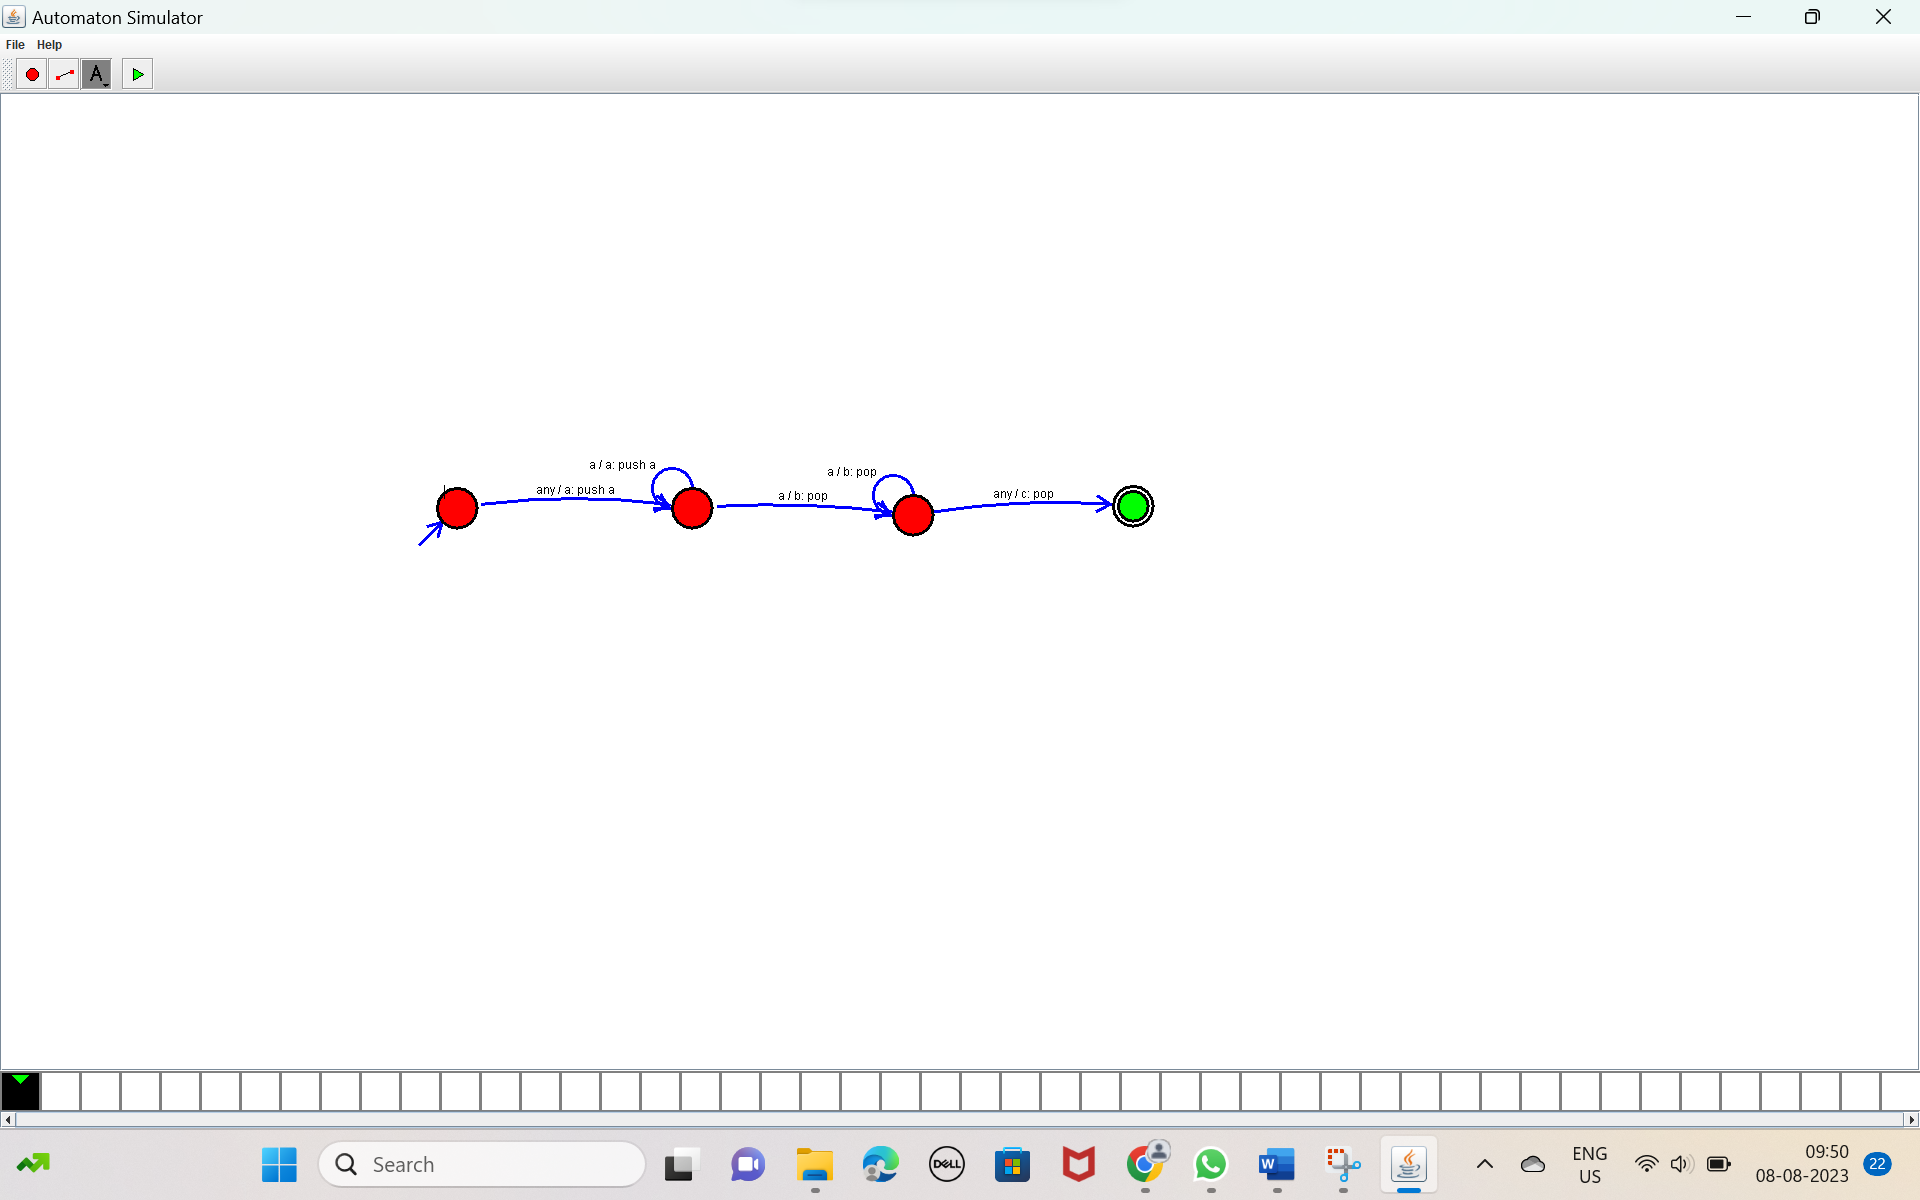 Automaton Simulator
File Help
A
a / a: push a
any / a: push a
a / b: pop
a / b: pop
any / c: pop
Search
DELL
W
ENG
US
09:50
08-08-2023
22